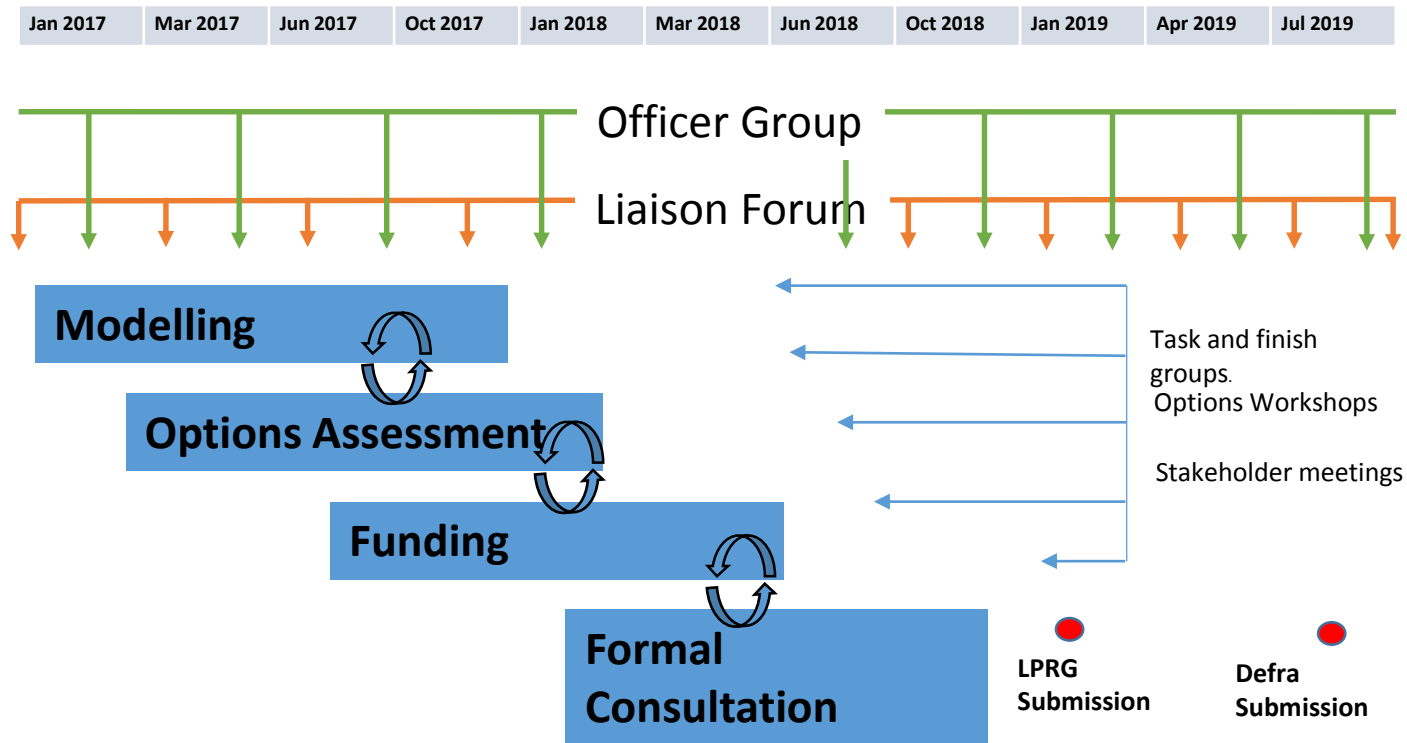 Jan 2017 Mar 2017 Jun 2017 Oct 2017 Jan 2018 Mar 2018 Jun 2018 Oct 2018 Jan 2019 Apr 2019 Jul 2019
Officer Group
Liaison Forum
Modelling
Task and finish
groups.
Options Assessment
Options Workshops
Stakeholder meetings
Funding
Formal
Consultation
LPRG
Submission
Defra
Submission